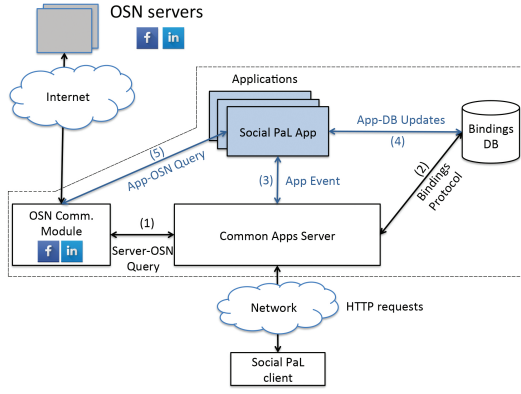 OSN servers
f in
Internet
Applications
Social PaL App
App-DB Updates
(4)
Bindings
DB
(5)
App-OSN Query
(3) App Event
(2)
Bindings
Protocol
OSN Comm.
Module
f in
(1)
Server-OSN
Query
Common Apps Server
Network
HTTP requests
Social PaL
client